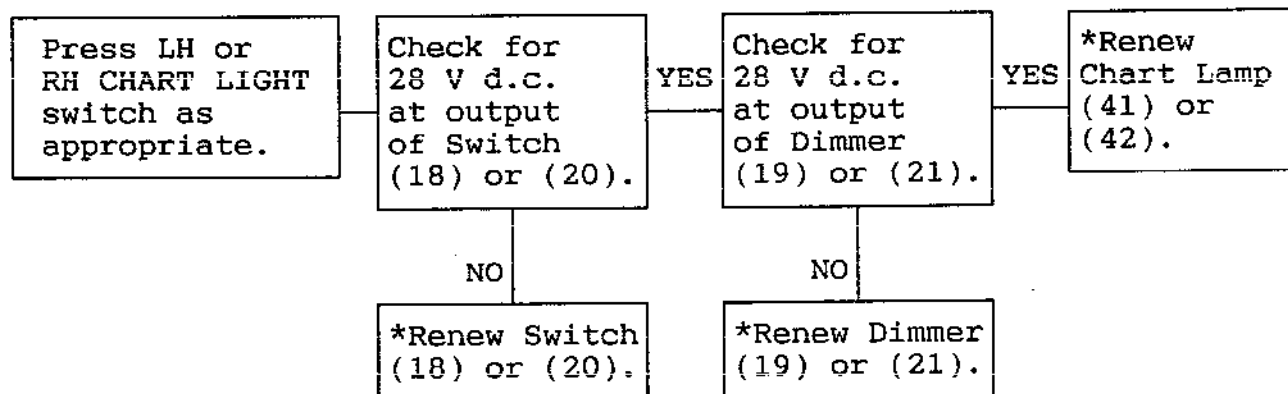 Press LH or
RH CHART LIGHT
switch as
appropriate.
Check for
28 V d.c.
at output
of Switch
(18) or (20).
YES
Check for
28 V d.c.
at output
of Dimmer
(19) or (21).
YES
*Renew
Chart Lamp
(41) or
(42).
NO
*Renew Switch
(18) or (20).
NO
*Renew Dimmer
(19) or (21).